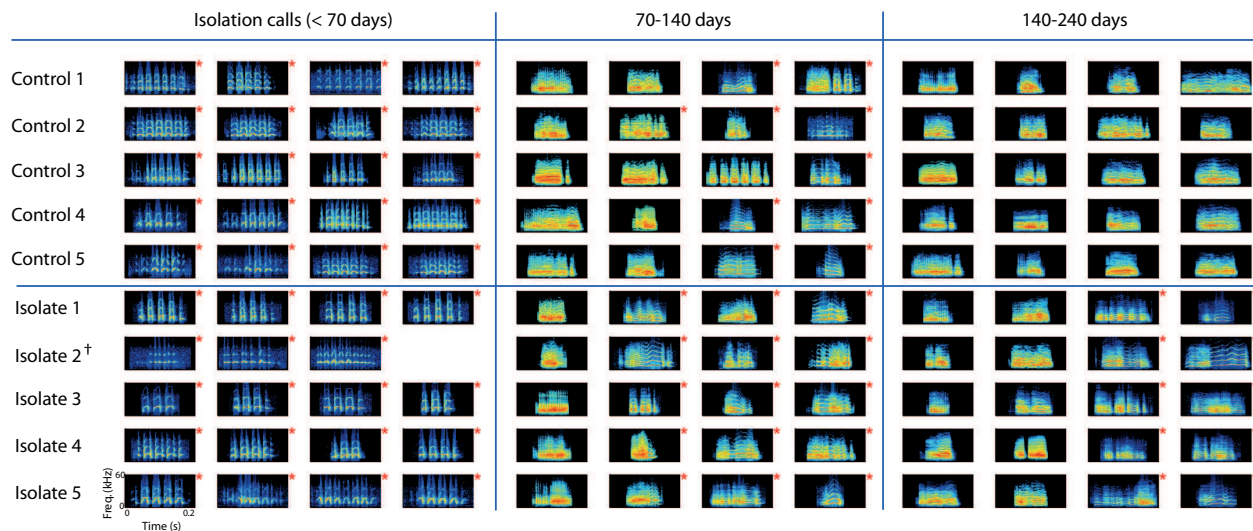 Isolation calls (< 70 days)
70-140 days
140-240 days
Control 1
Control 2
Control 3
Control 4
Control 5
Isolate 1
Isolate 2†
Isolate 3
Isolate 4
Isolate 5
Freq. (kHz)
60
0
0
0.2
Time (s)